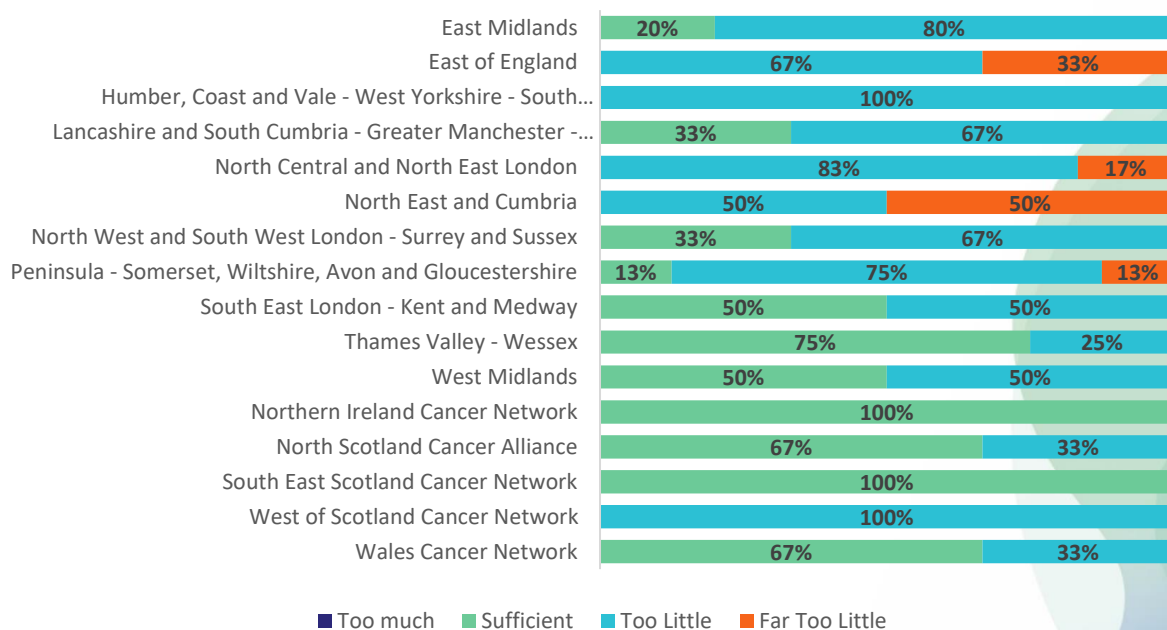 East Midlands 20% 80%
East of England 67% 33%
Humber, Coast and Vale - West Yorkshire - South... 100%
Lancashire and South Cumbria - Greater Manchester -... 33% 67%
North Central and North East London 83% 17%
North East and Cumbria 50% 50%
North West and South West London - Surrey and Sussex 33% 67%
Peninsula - Somerset, Wiltshire, Avon and Gloucestershire 13% 75% 13%
South East London - Kent and Medway 50% 50%
Thames Valley - Wessex 75% 25%
West Midlands 50% 50%
Northern Ireland Cancer Network 100%
North Scotland Cancer Alliance 67% 33%
South East Scotland Cancer Network 100%
West of Scotland Cancer Network 100%
Wales Cancer Network 67% 33%
Too much Sufficient Too Little Far Too Little